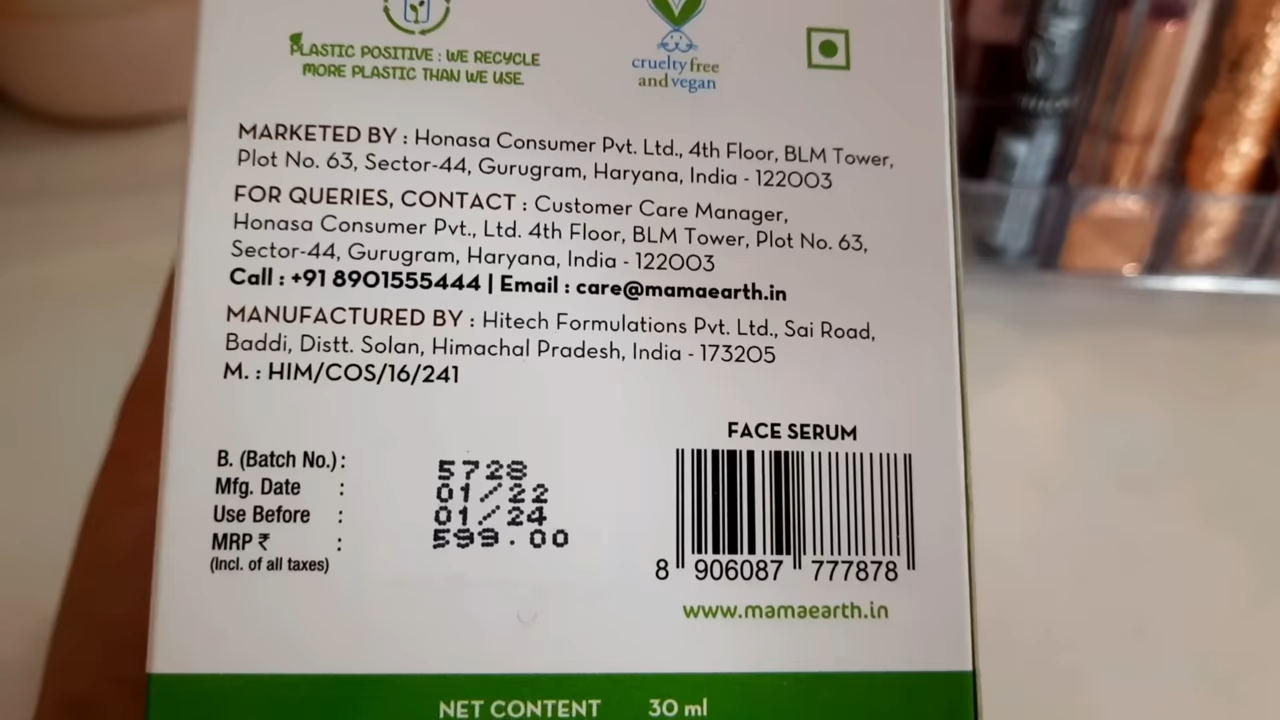 PLASTIC POSITIVE : WE RECYCLE
MORE PLASTIC THAN WE USE.
cruelty free
and vegan
MARKETED BY : Honasa Consumer Pvt. Ltd., 4th Floor, BLM Tower,
Plot No. 63, Sector-44, Gurugram, Haryana, India - 122003
FOR QUERIES, CONTACT : Customer Care Manager,
Honasa Consumer Pvt., Ltd. 4th Floor, BLM Tower, Plot No. 63,
Sector-44, Gurugram, Haryana, India - 122003
Call : +91 8901555444 | Email : care@mamaearth.in
MANUFACTURED BY : Hitech Formulations Pvt. Ltd., Sai Road,
Baddi, Distt. Solan, Himachal Pradesh, India - 173205
M. : HIM/COS/16/241
B. (Batch No.) : 5728
Mfg. Date : 01/22
Use Before : 01/24
MRP ₹ : 599.00
(Incl. of all taxes)
FACE SERUM
8 906087 777878
www.mamaearth.in
NET CONTENT 30 ml